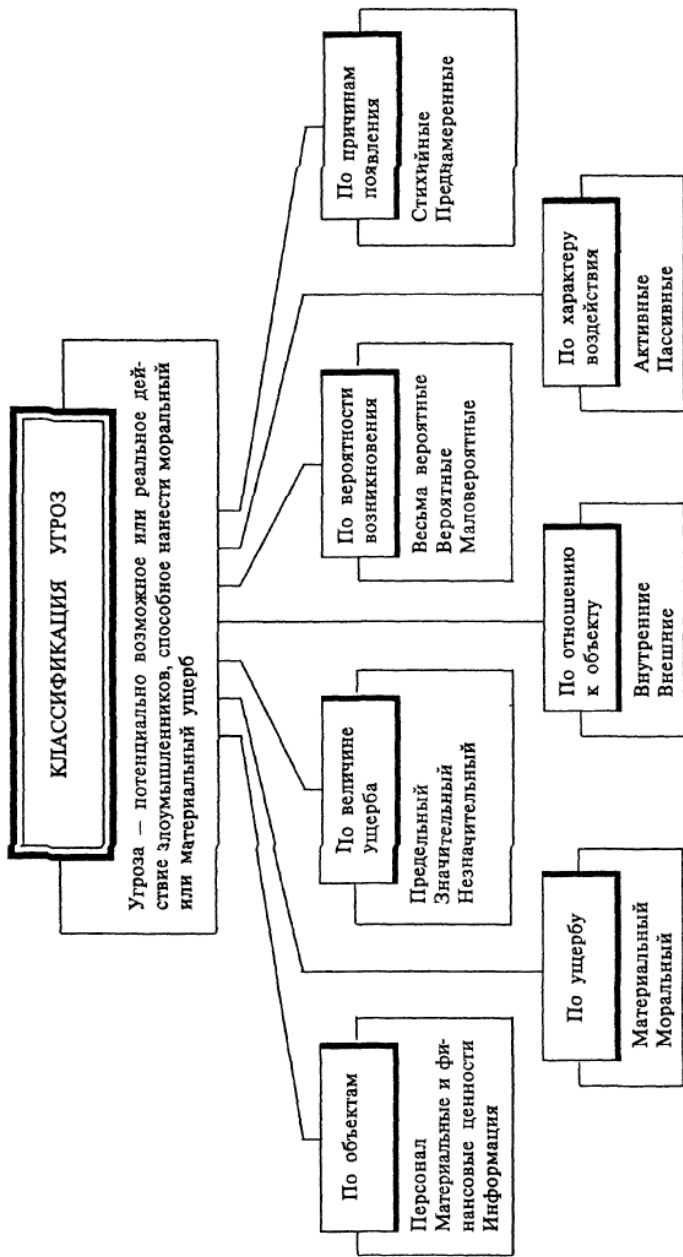 КЛАССИФИКАЦИЯ УГРОЗ
Угроза — потенциально возможное или реальное дей-
ствие злоумышленников, способное нанести моральный
или материальный ущерб
По объектам
Персонал
Материальные и фи-
нансовые ценности
Информация
По величине
ущерба
Предельный
Значительный
Незначительный
По вероятности
возникновения
Весьма вероятные
Вероятные
Маловероятные
По причинам
появления
Стихийные
Преднамеренные
По ущербу
Материальный
Моральный
По отношению
к объекту
Внутренние
Внешние
По характеру
воздействия
Активные
Пассивные